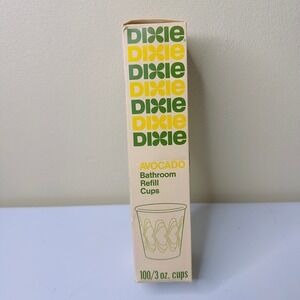 DIXIE
DIXIE
DIXIE
DIXIE
DIXIE
DIXIE
DIXIE
AVOCADO
Bathroom
Refill
Cups
100/3 oz. cups